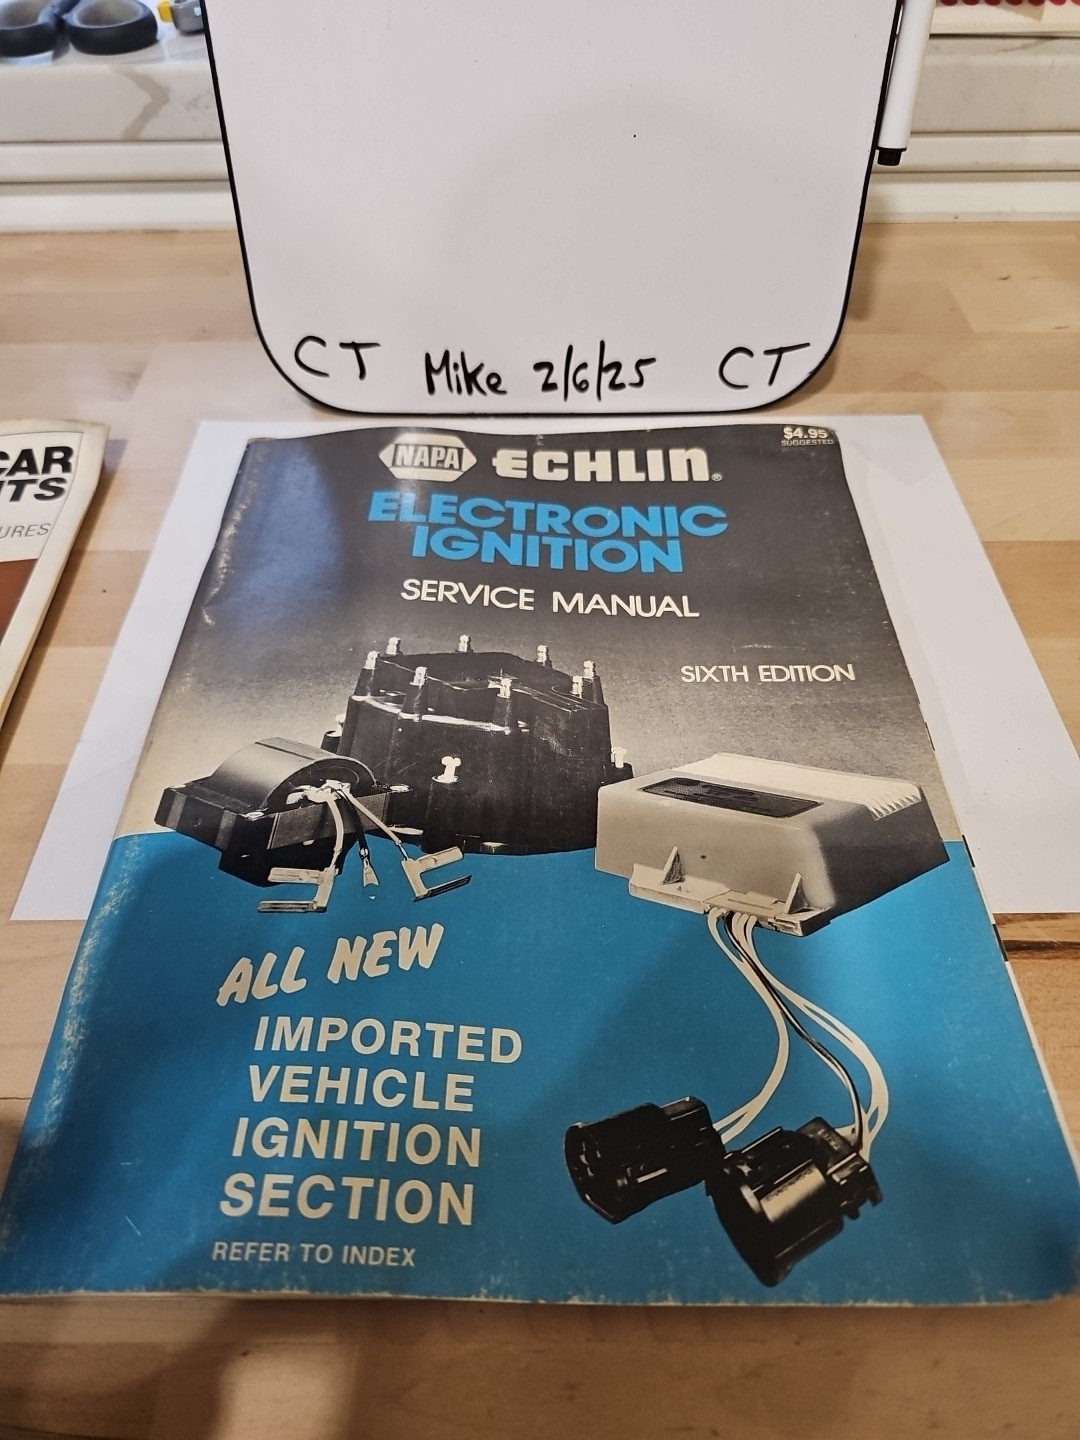 CT Mike 2/6/25 CT
CAR
ITS
URES
$4.95
SUGGESTED
NAPA ECHLIN®
ELECTRONIC
IGNITION
SERVICE MANUAL
SIXTH EDITION
ALL NEW
IMPORTED
VEHICLE
IGNITION
SECTION
REFER TO INDEX